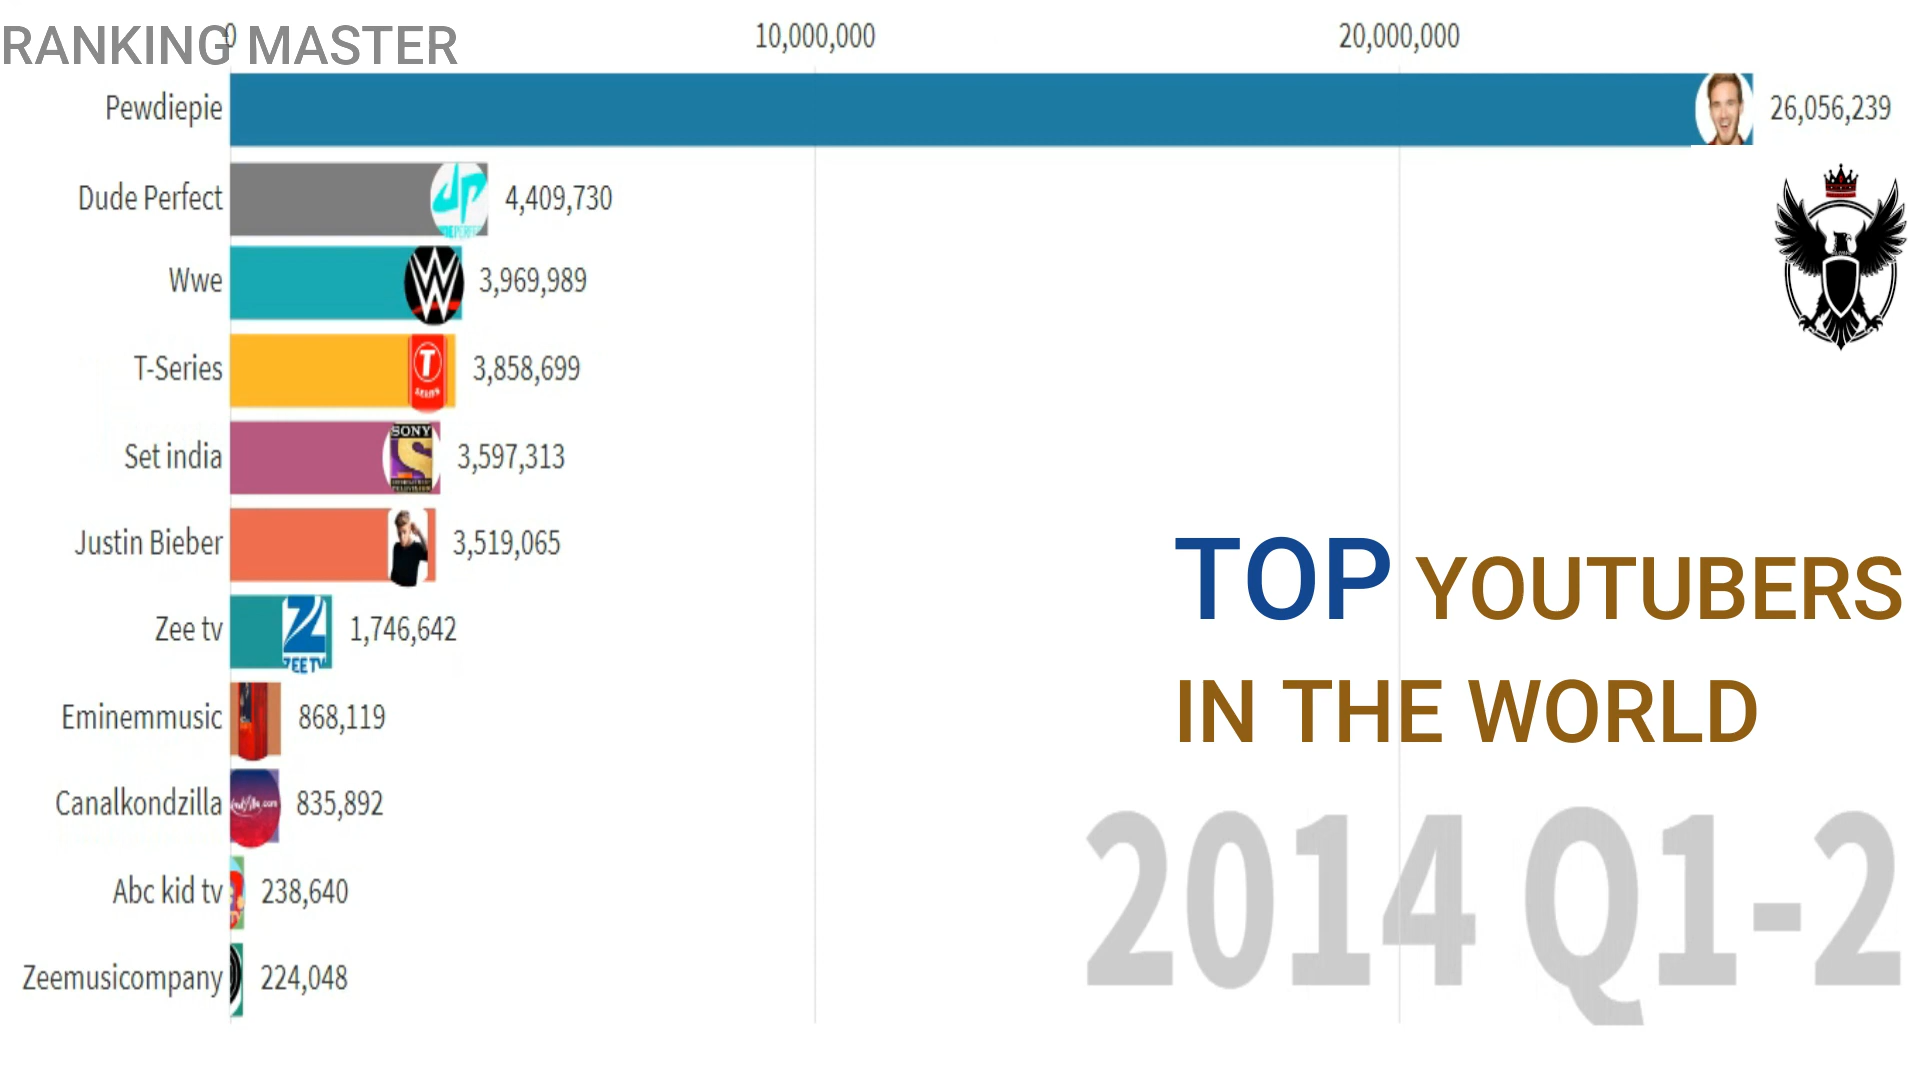 0 10,000,000 20,000,000
RANKING MASTER
Pewdiepie 26,056,239
Dude Perfect 4,409,730
Wwe 3,969,989
T-Series 3,858,699
T
SERIES
Set india 3,597,313
SONY
Justin Bieber 3,519,065
Zee tv 1,746,642
ZEE TV
Eminemmusic 868,119
Canalkondzilla 835,892
Abc kid tv 238,640
Zeemusicompany 224,048
TOP YOUTUBERS
IN THE WORLD
2014 Q1-2